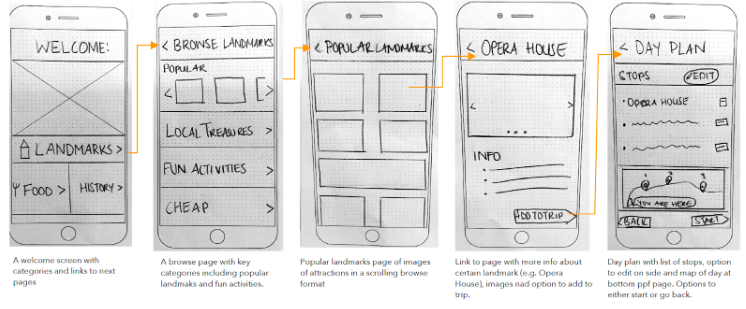 WELCOME:
LANDMARKS >
FOOD >
HISTORY >
A welcome screen with
categories and links to next
pages
< BROWSE LANDMARKS
POPULAR
< >
LOCAL TREASURES >
FUN ACTIVITIES >
CHEAP >
A browse page with key
categories including popular
landmaks and fun activities.
< POPULAR LANDMARKS
Popular landmarks page of images
of attractions in a scrolling browse
format
< OPERA HOUSE
< >
INFO
ADD TO TRIP
Link to page with more info about
certain landmark (e.g. Opera
House), images nad option to add to
trip.
< DAY PLAN
STOPS EDIT
• OPERA HOUSE
YOU ARE HERE
BACK START
Day plan with list of stops, option
to edit on side and map of day at
bottom ppf page. Options to
either start or go back.